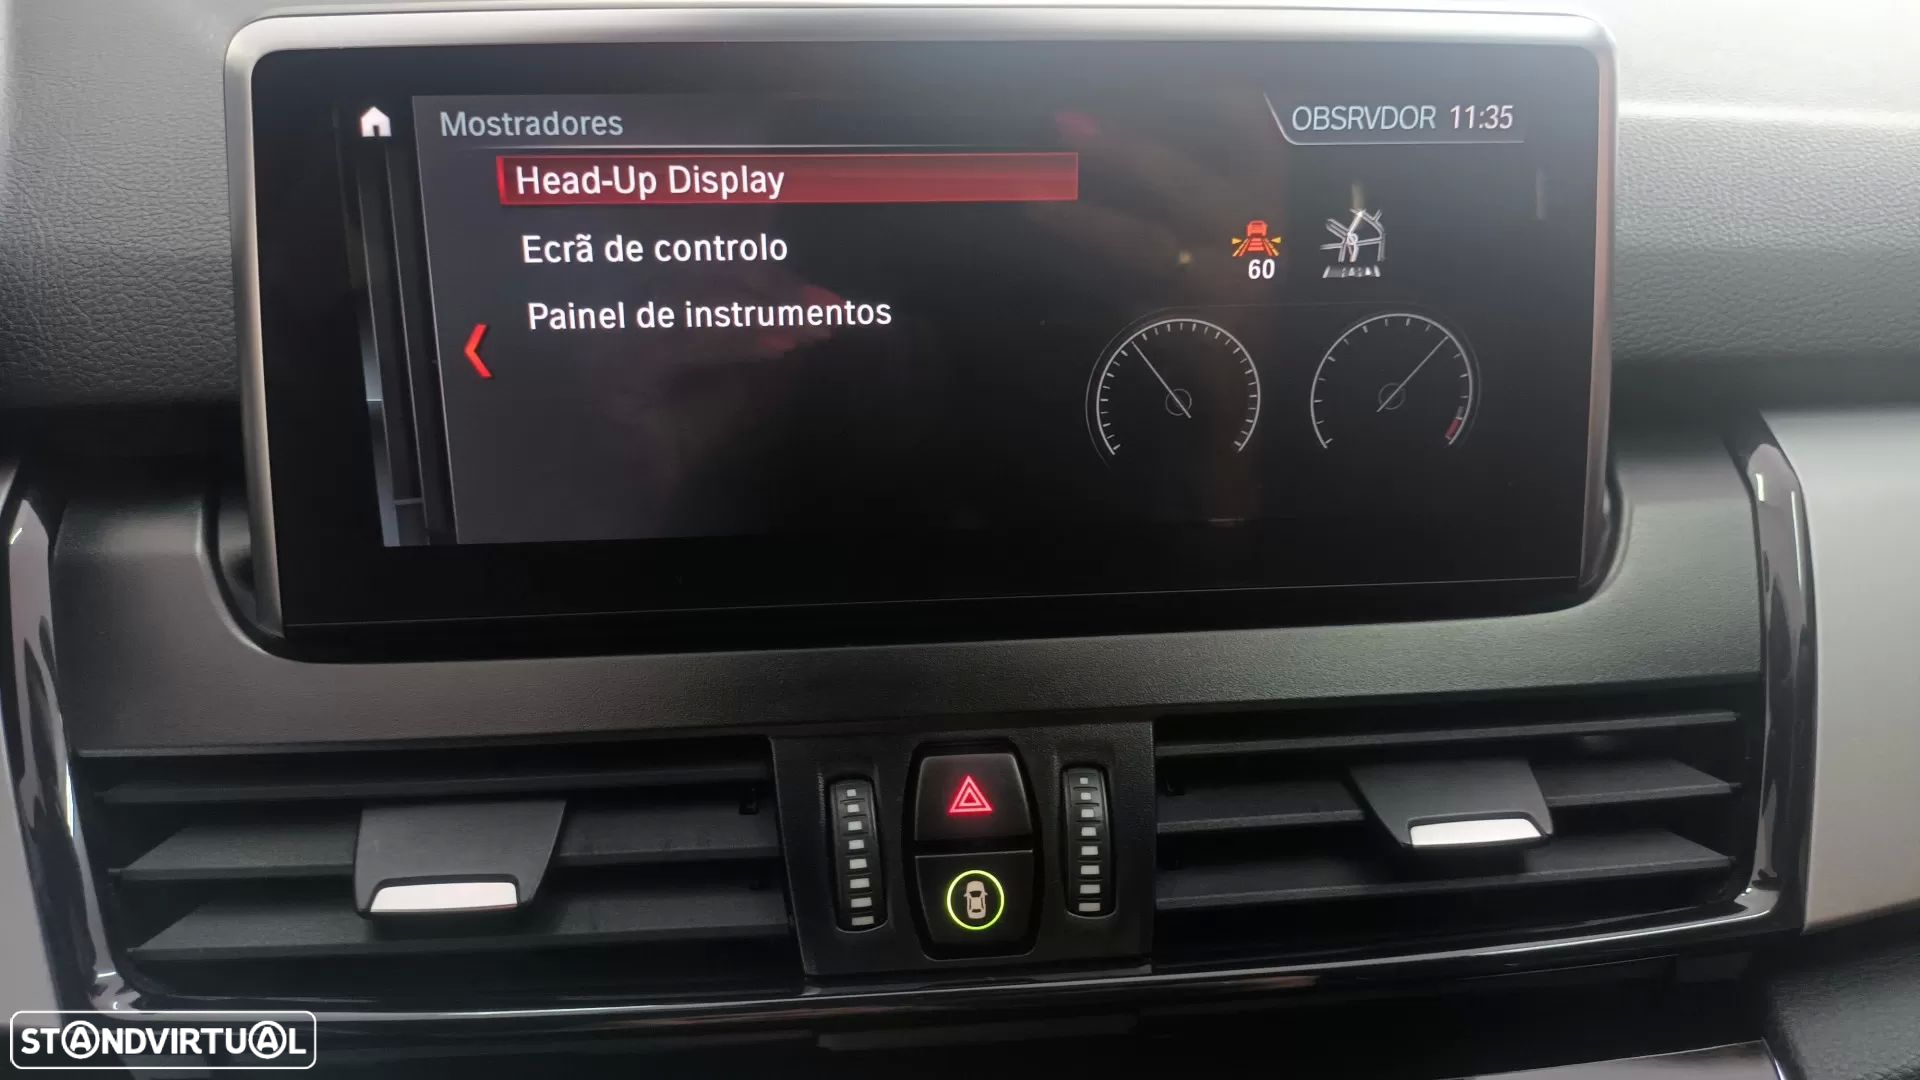 Mostradores
OBSRVDOR 11:35
Head-Up Display
Ecrã de controlo
60
Painel de instrumentos
STANDVIRTUAL